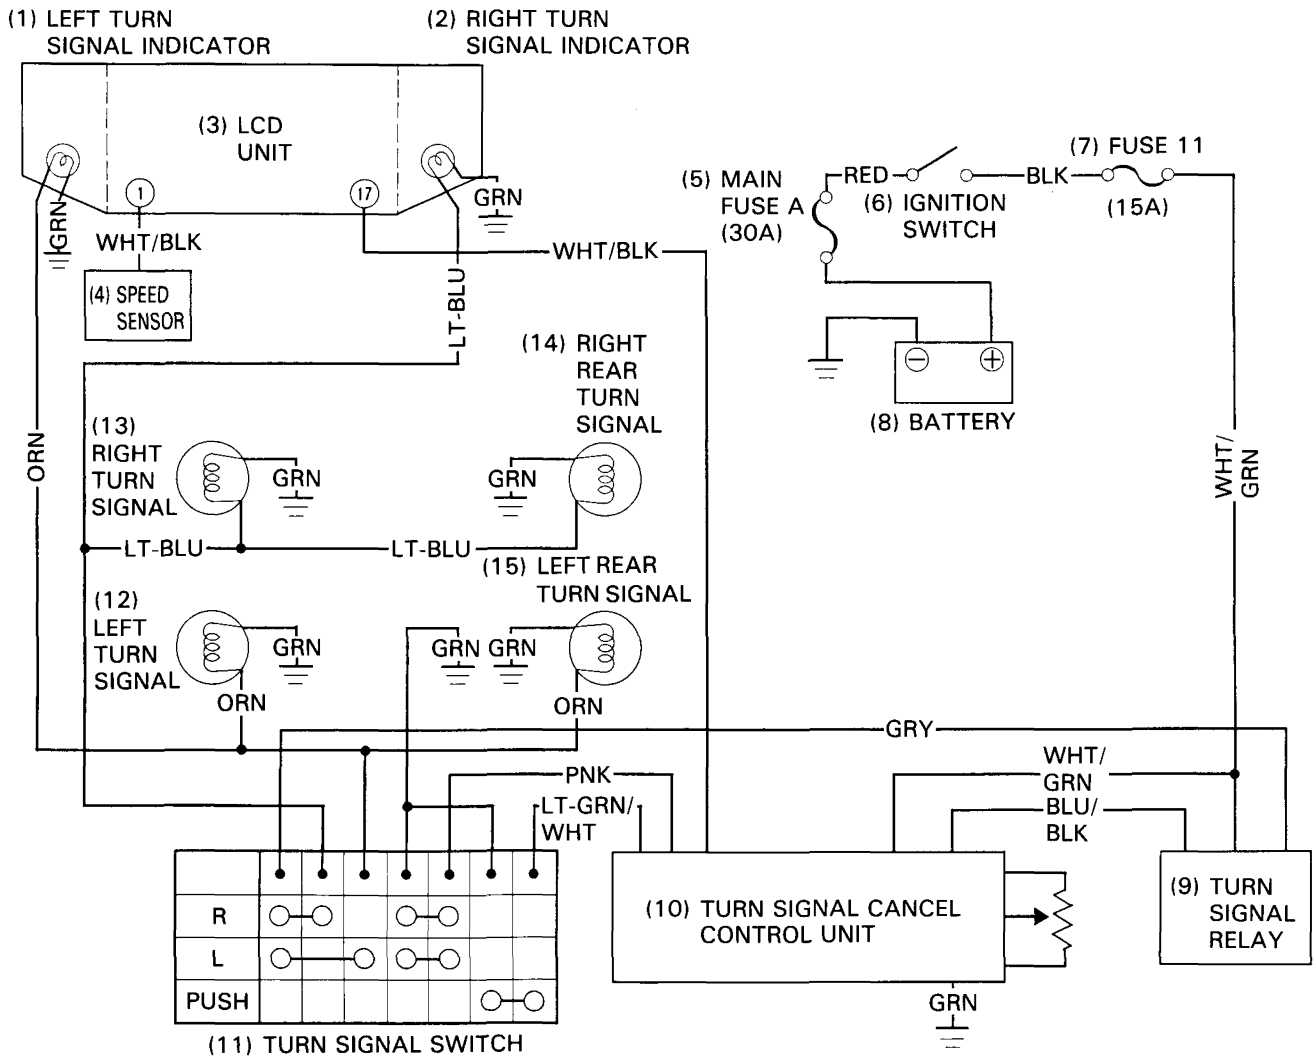 (1) LEFT TURN
SIGNAL INDICATOR
(2) RIGHT TURN
SIGNAL INDICATOR
(3) LCD
UNIT
1
17
GRN
GRN
WHT/BLK
WHT/BLK
(4) SPEED
SENSOR
LT-BLU
(5) MAIN
FUSE A
(30A)
RED
(6) IGNITION
SWITCH
BLK
(7) FUSE 11
(15A)
(8) BATTERY
WHT/
GRN
ORN
(13)
RIGHT
TURN
SIGNAL
GRN
(14) RIGHT
REAR
TURN
SIGNAL
GRN
LT-BLU
LT-BLU
(15) LEFT REAR
TURN SIGNAL
(12)
LEFT
TURN
SIGNAL
GRN
GRN
GRN
ORN
ORN
GRY
PNK
LT-GRN/
WHT
WHT/
GRN
BLU/
BLK
R
L
PUSH
(11) TURN SIGNAL SWITCH
(10) TURN SIGNAL CANCEL
CONTROL UNIT
GRN
(9) TURN
SIGNAL
RELAY